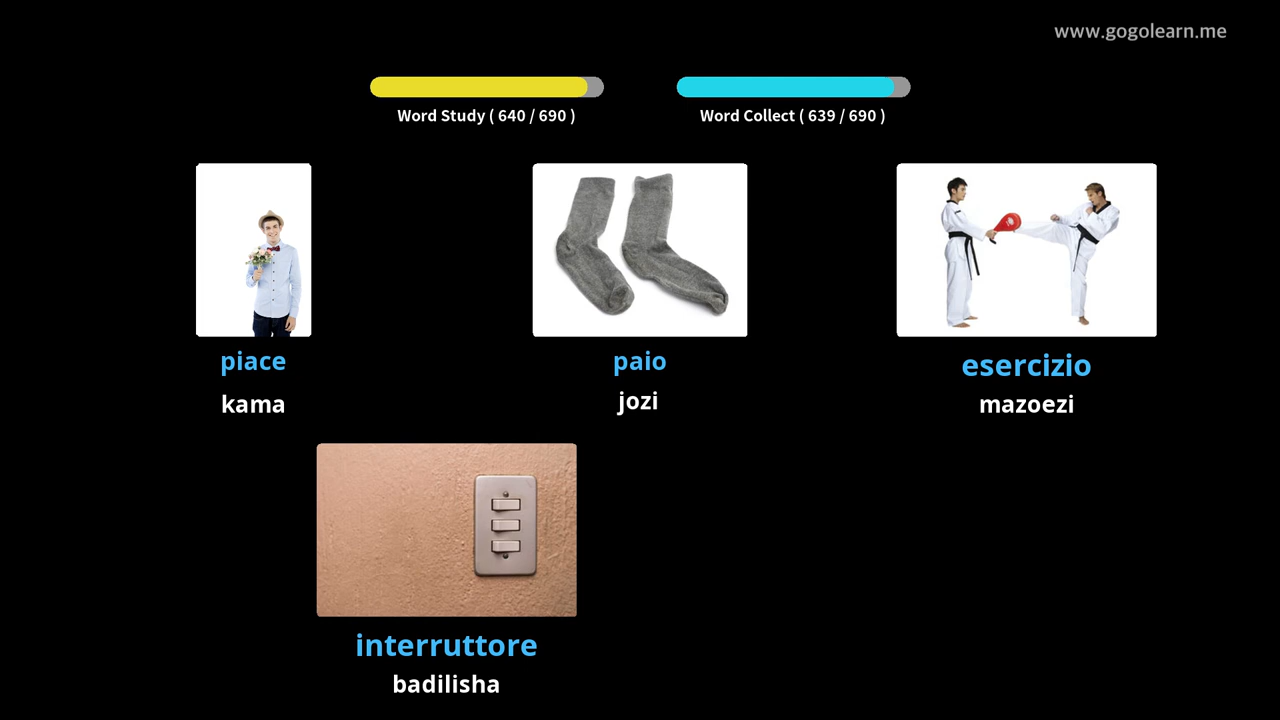 www.gogolearn.me
Word Study ( 640 / 690 )
Word Collect ( 639 / 690 )
piace
kama
paio
jozi
esercizio
mazoezi
interruttore
badilisha